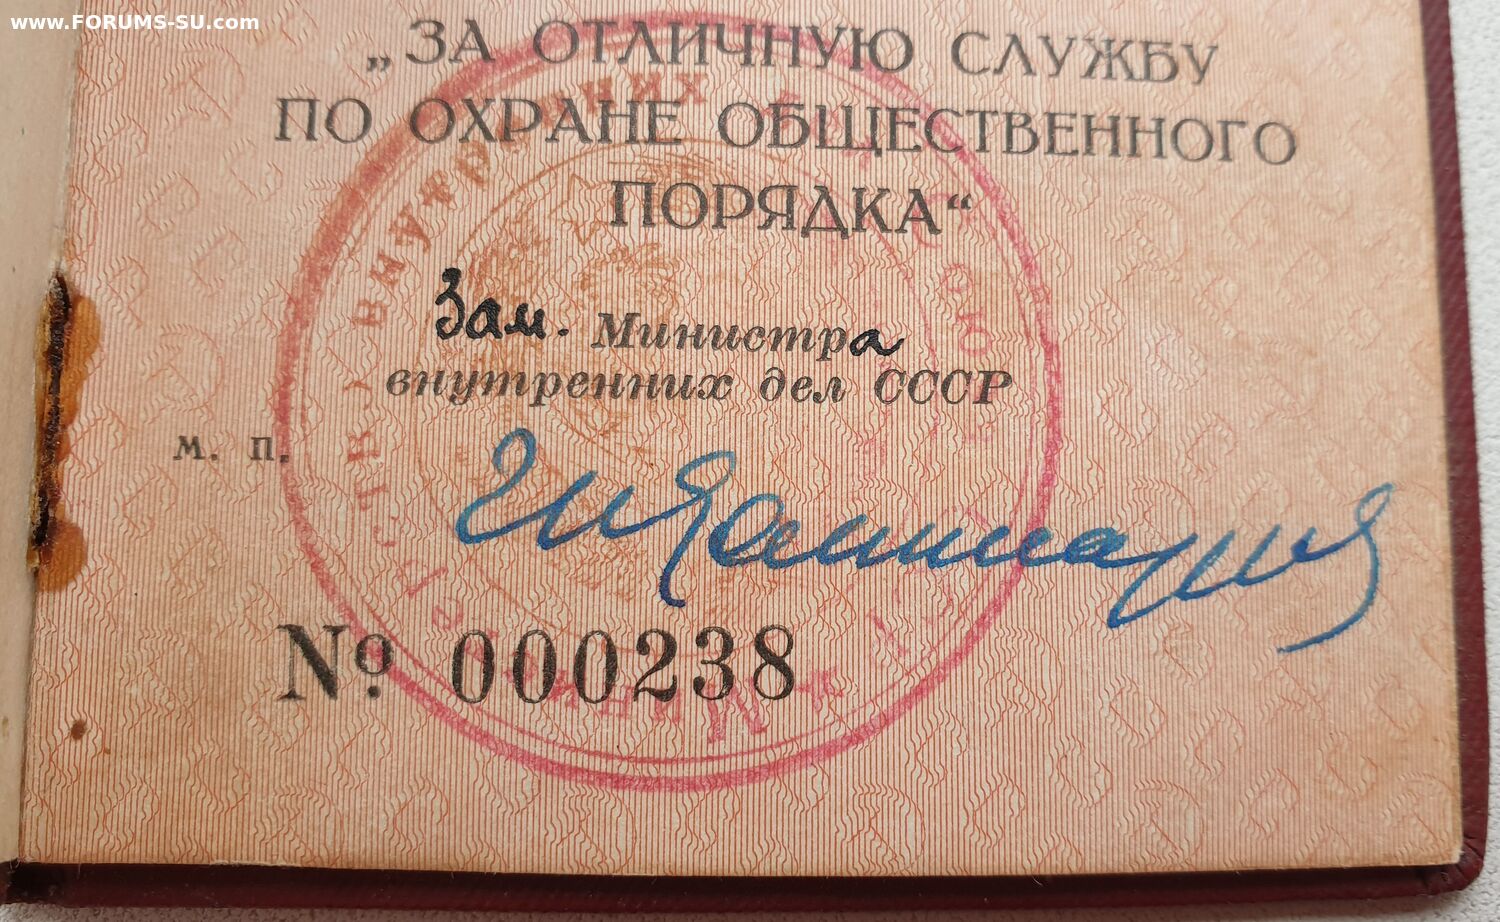 www.FORUMS-SU.com
„ЗА ОТЛИЧНУЮ СЛУЖБУ
ПО ОХРАНЕ ОБЩЕСТВЕННОГО
ПОРЯДКА“
Зам. Министра
внутренних дел СССР
м. п.
№ 000238